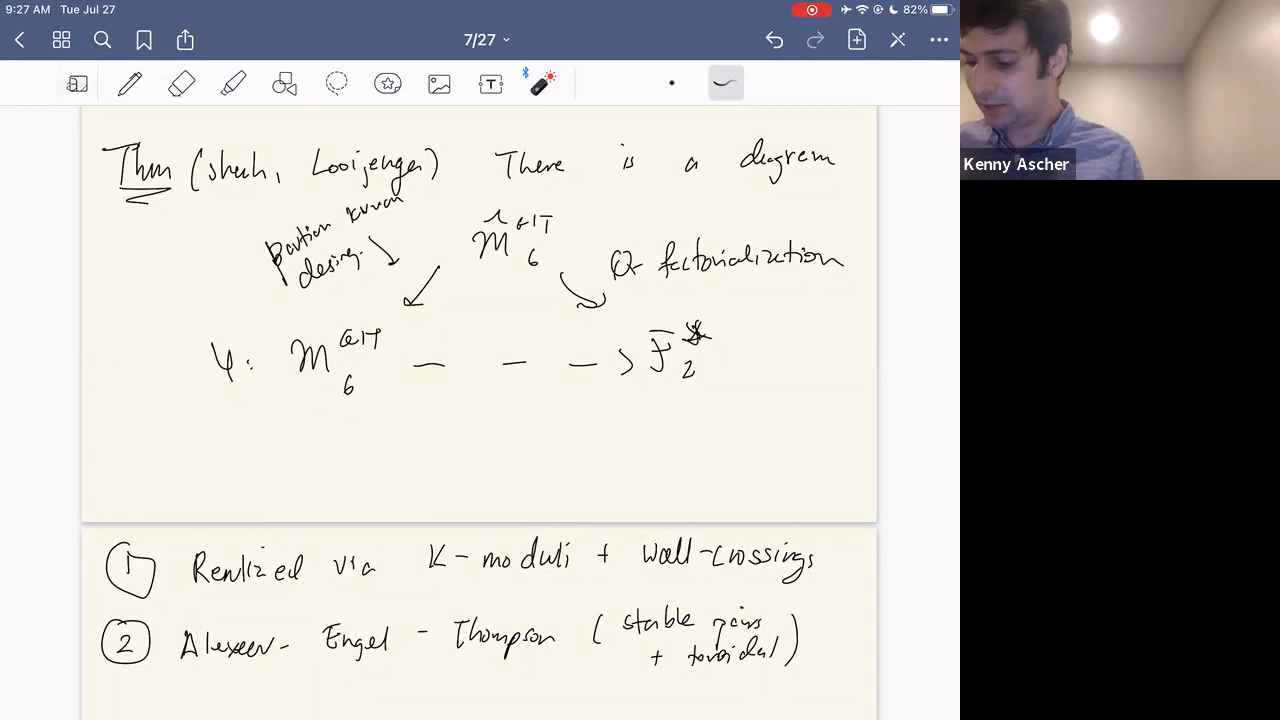 9:27 AM Tue Jul 27
82%
7/27
T
Kenny Ascher
Thm (Shah, Looijenga) There is a diagram
partial Kirwan desing.
M̂ GIT 6
Q-factorialization
φ: M GIT 6 - - -> F * 2
1 Realized via K-moduli + wall-crossings
2 Alexeev - Engel - Thompson (stable pairs + toroidal)